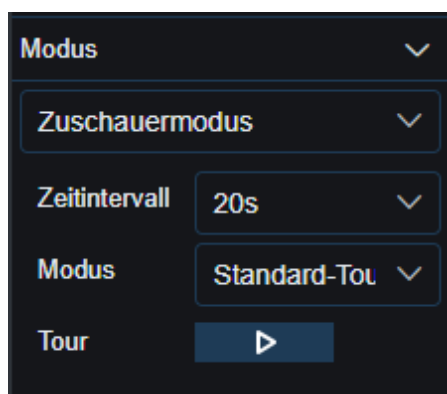 Modus
Zuschauermodus
Zeitintervall 20s
Modus Standard-Tou
Tour